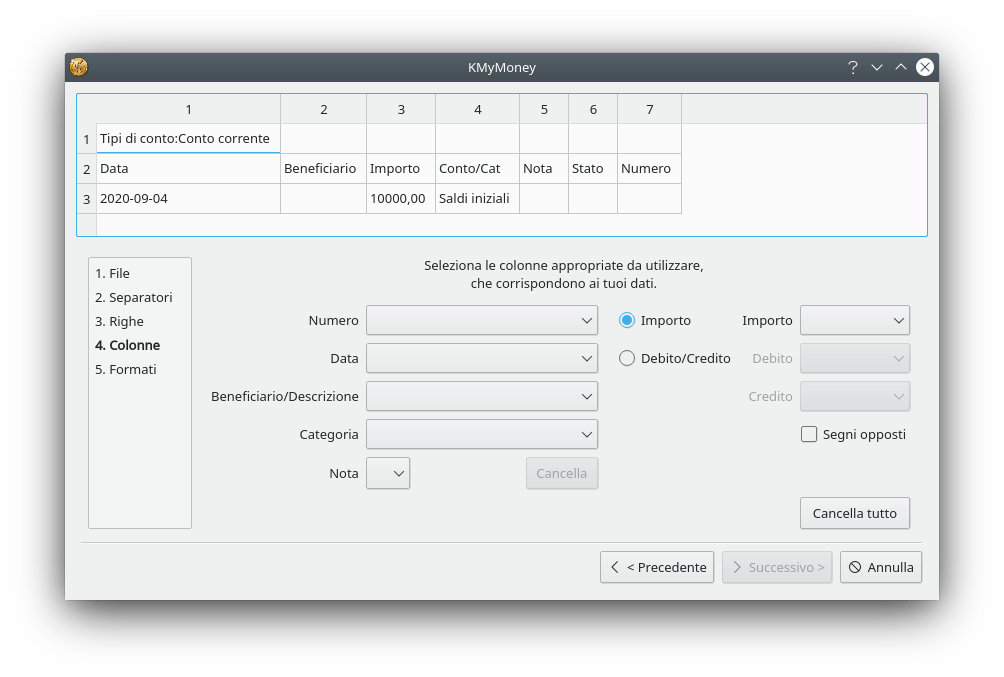 KMyMoney
1 2 3 4 5 6 7
1 Tipi di conto:Conto corrente
2 Data Beneficiario Importo Conto/Cat Nota Stato Numero
3 2020-09-04 10000,00 Saldi iniziali
1. File
2. Separatori
3. Righe
4. Colonne
5. Formati
Seleziona le colonne appropriate da utilizzare,
che corrispondono ai tuoi dati.
Numero Importo Importo
Data Debito/Credito Debito
Beneficiario/Descrizione Credito
Categoria Segni opposti
Nota Cancella
Cancella tutto
< Precedente Successivo > Annulla